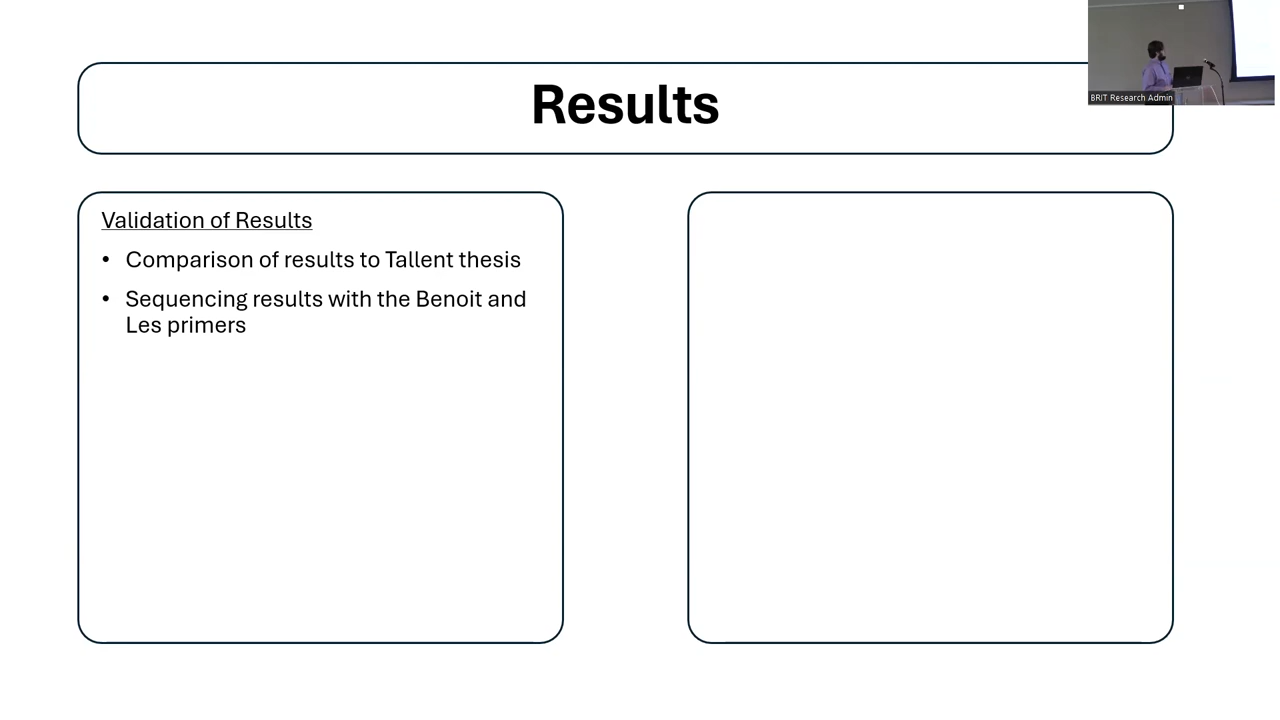 Results
BRIT Research Admin
Validation of Results
• Comparison of results to Tallent thesis
• Sequencing results with the Benoit and
Les primers